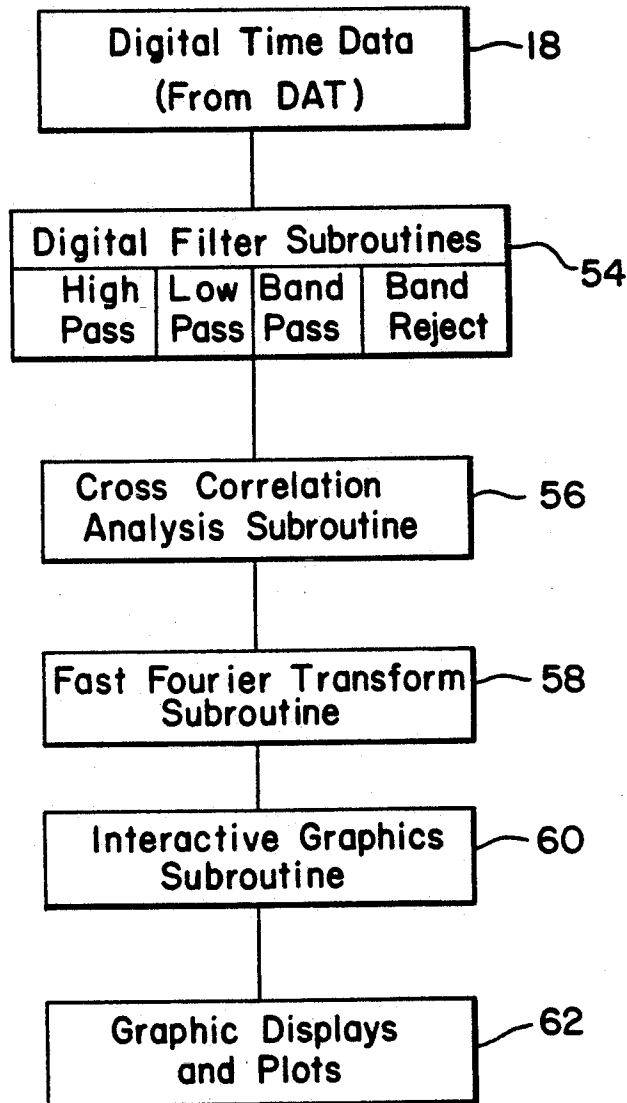 Digital Time Data
(From DAT)
18
Digital Filter Subroutines
54
High Pass
Low Pass
Band Pass
Band Reject
Cross Correlation
Analysis Subroutine
56
Fast Fourier Transform
Subroutine
58
Interactive Graphics
Subroutine
60
Graphic Displays
and Plots
62